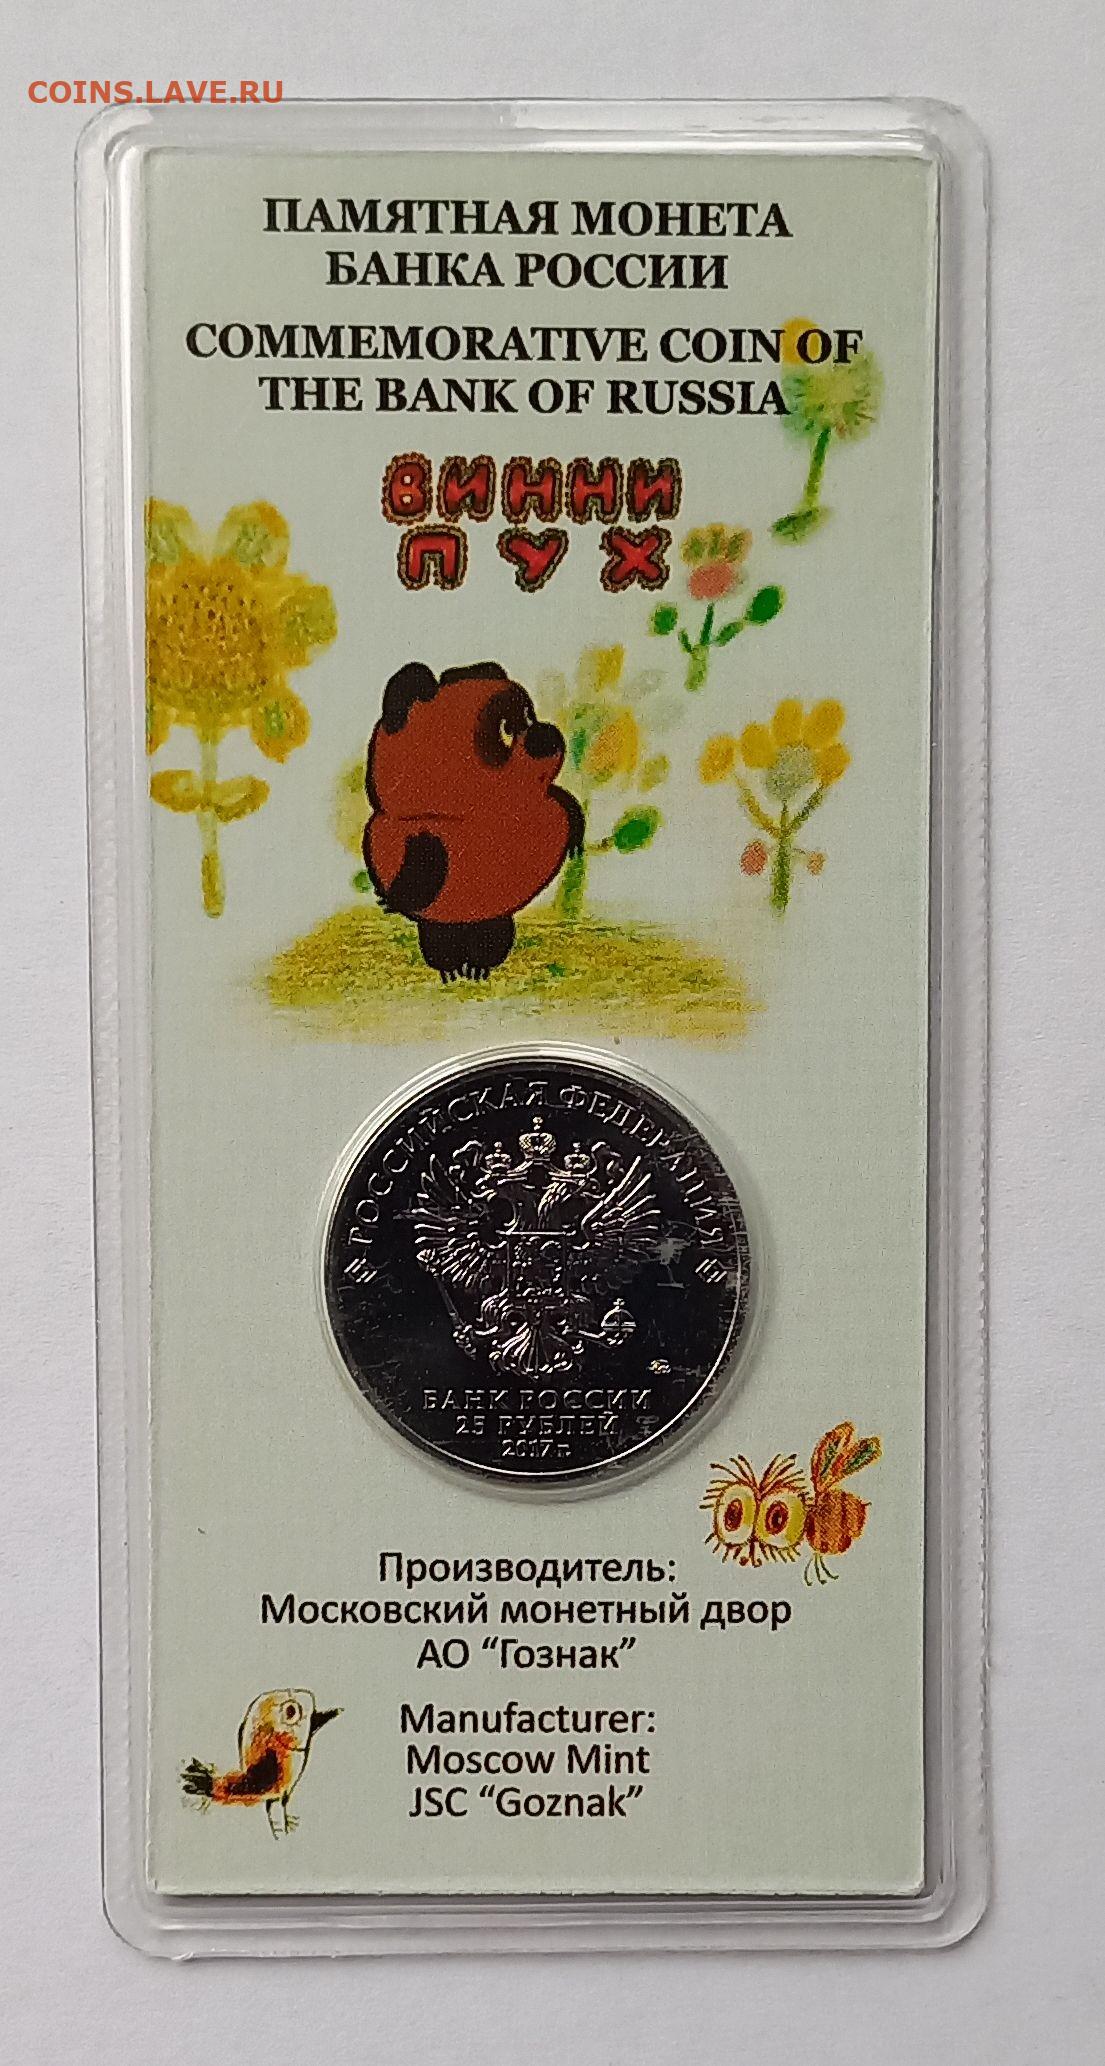 COINS.LAVE.RU
ПАМЯТНАЯ МОНЕТА
БАНКА РОССИИ
COMMEMORATIVE COIN OF
THE BANK OF RUSSIA
ВИННИ
ПУХ
РОССИЙСКАЯ ФЕДЕРАЦИЯ
БАНК РОССИИ
25 РУБЛЕЙ
2017 г.
Производитель:
Московский монетный двор
АО “Гознак”
Manufacturer:
Moscow Mint
JSC “Goznak”